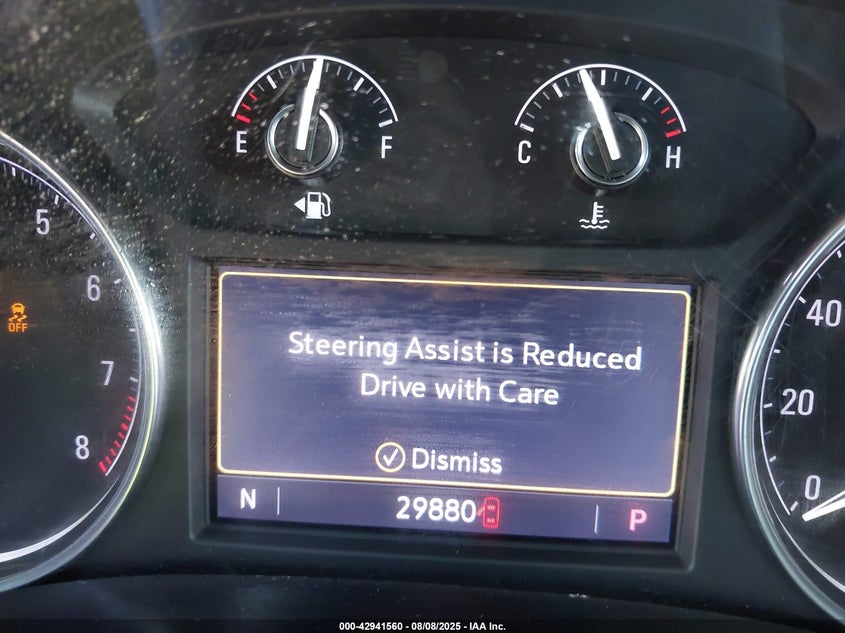 E F
C H
5
6
OFF
7
8
Steering Assist is Reduced
Drive with Care
Dismiss
N 29880 P
40
20
0
000-42941560 - 08/08/2025 - IAA Inc.